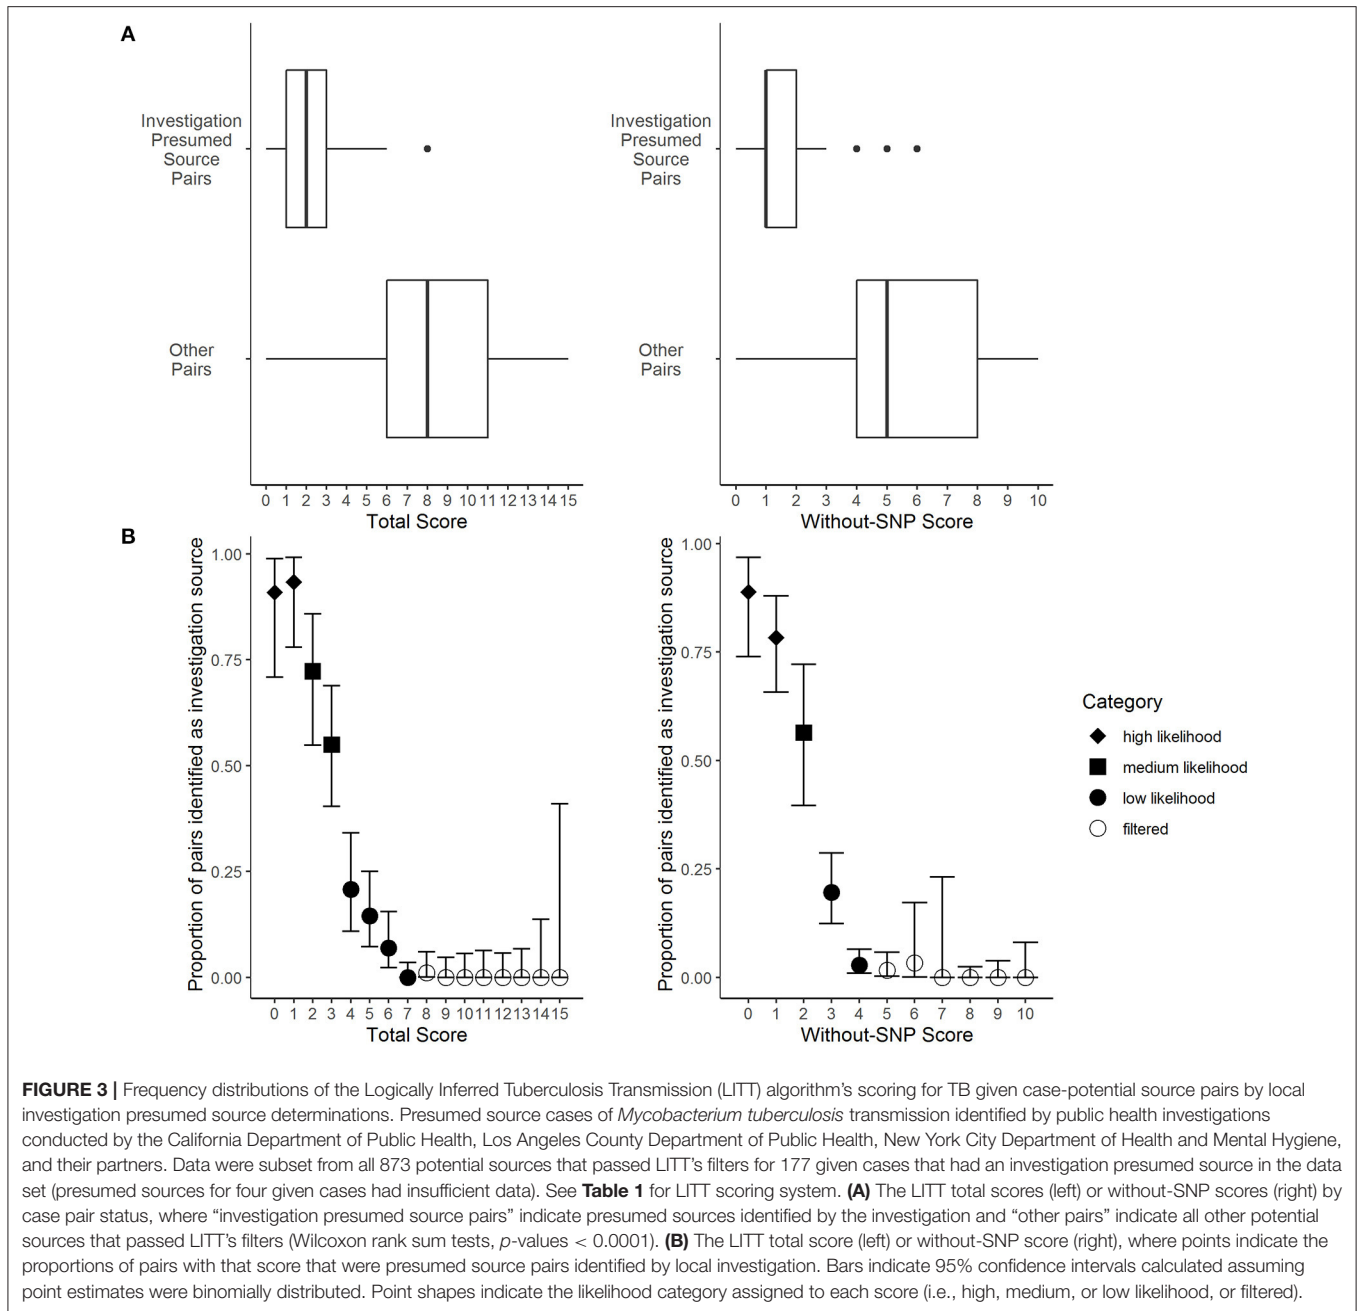 A
Investigation
Presumed
Source
Pairs
Other
Pairs
0 1 2 3 4 5 6 7 8 9 10 11 12 13 14 15
Total Score
Investigation
Presumed
Source
Pairs
Other
Pairs
0 1 2 3 4 5 6 7 8 9 10
Without-SNP Score
B
Proportion of pairs identified as investigation source
1.00
0.75
0.50
0.25
0.00
0 1 2 3 4 5 6 7 8 9 10 11 12 13 14 15
Total Score
Proportion of pairs identified as investigation source
1.00
0.75
0.50
0.25
0.00
0 1 2 3 4 5 6 7 8 9 10
Without-SNP Score
Category
high likelihood
medium likelihood
low likelihood
filtered
FIGURE 3 | Frequency distributions of the Logically Inferred Tuberculosis Transmission (LITT) algorithm's scoring for TB given case-potential source pairs by local
investigation presumed source determinations. Presumed source cases of Mycobacterium tuberculosis transmission identified by public health investigations
conducted by the California Department of Public Health, Los Angeles County Department of Public Health, New York City Department of Health and Mental Hygiene,
and their partners. Data were subset from all 873 potential sources that passed LITT's filters for 177 given cases that had an investigation presumed source in the data
set (presumed sources for four given cases had insufficient data). See Table 1 for LITT scoring system. (A) The LITT total scores (left) or without-SNP scores (right) by
case pair status, where "investigation presumed source pairs" indicate presumed sources identified by the investigation and "other pairs" indicate all other potential
sources that passed LITT's filters (Wilcoxon rank sum tests, p-values < 0.0001). (B) The LITT total score (left) or without-SNP score (right), where points indicate the
proportions of pairs with that score that were presumed source pairs identified by local investigation. Bars indicate 95% confidence intervals calculated assuming
point estimates were binomially distributed. Point shapes indicate the likelihood category assigned to each score (i.e., high, medium, or low likelihood, or filtered).